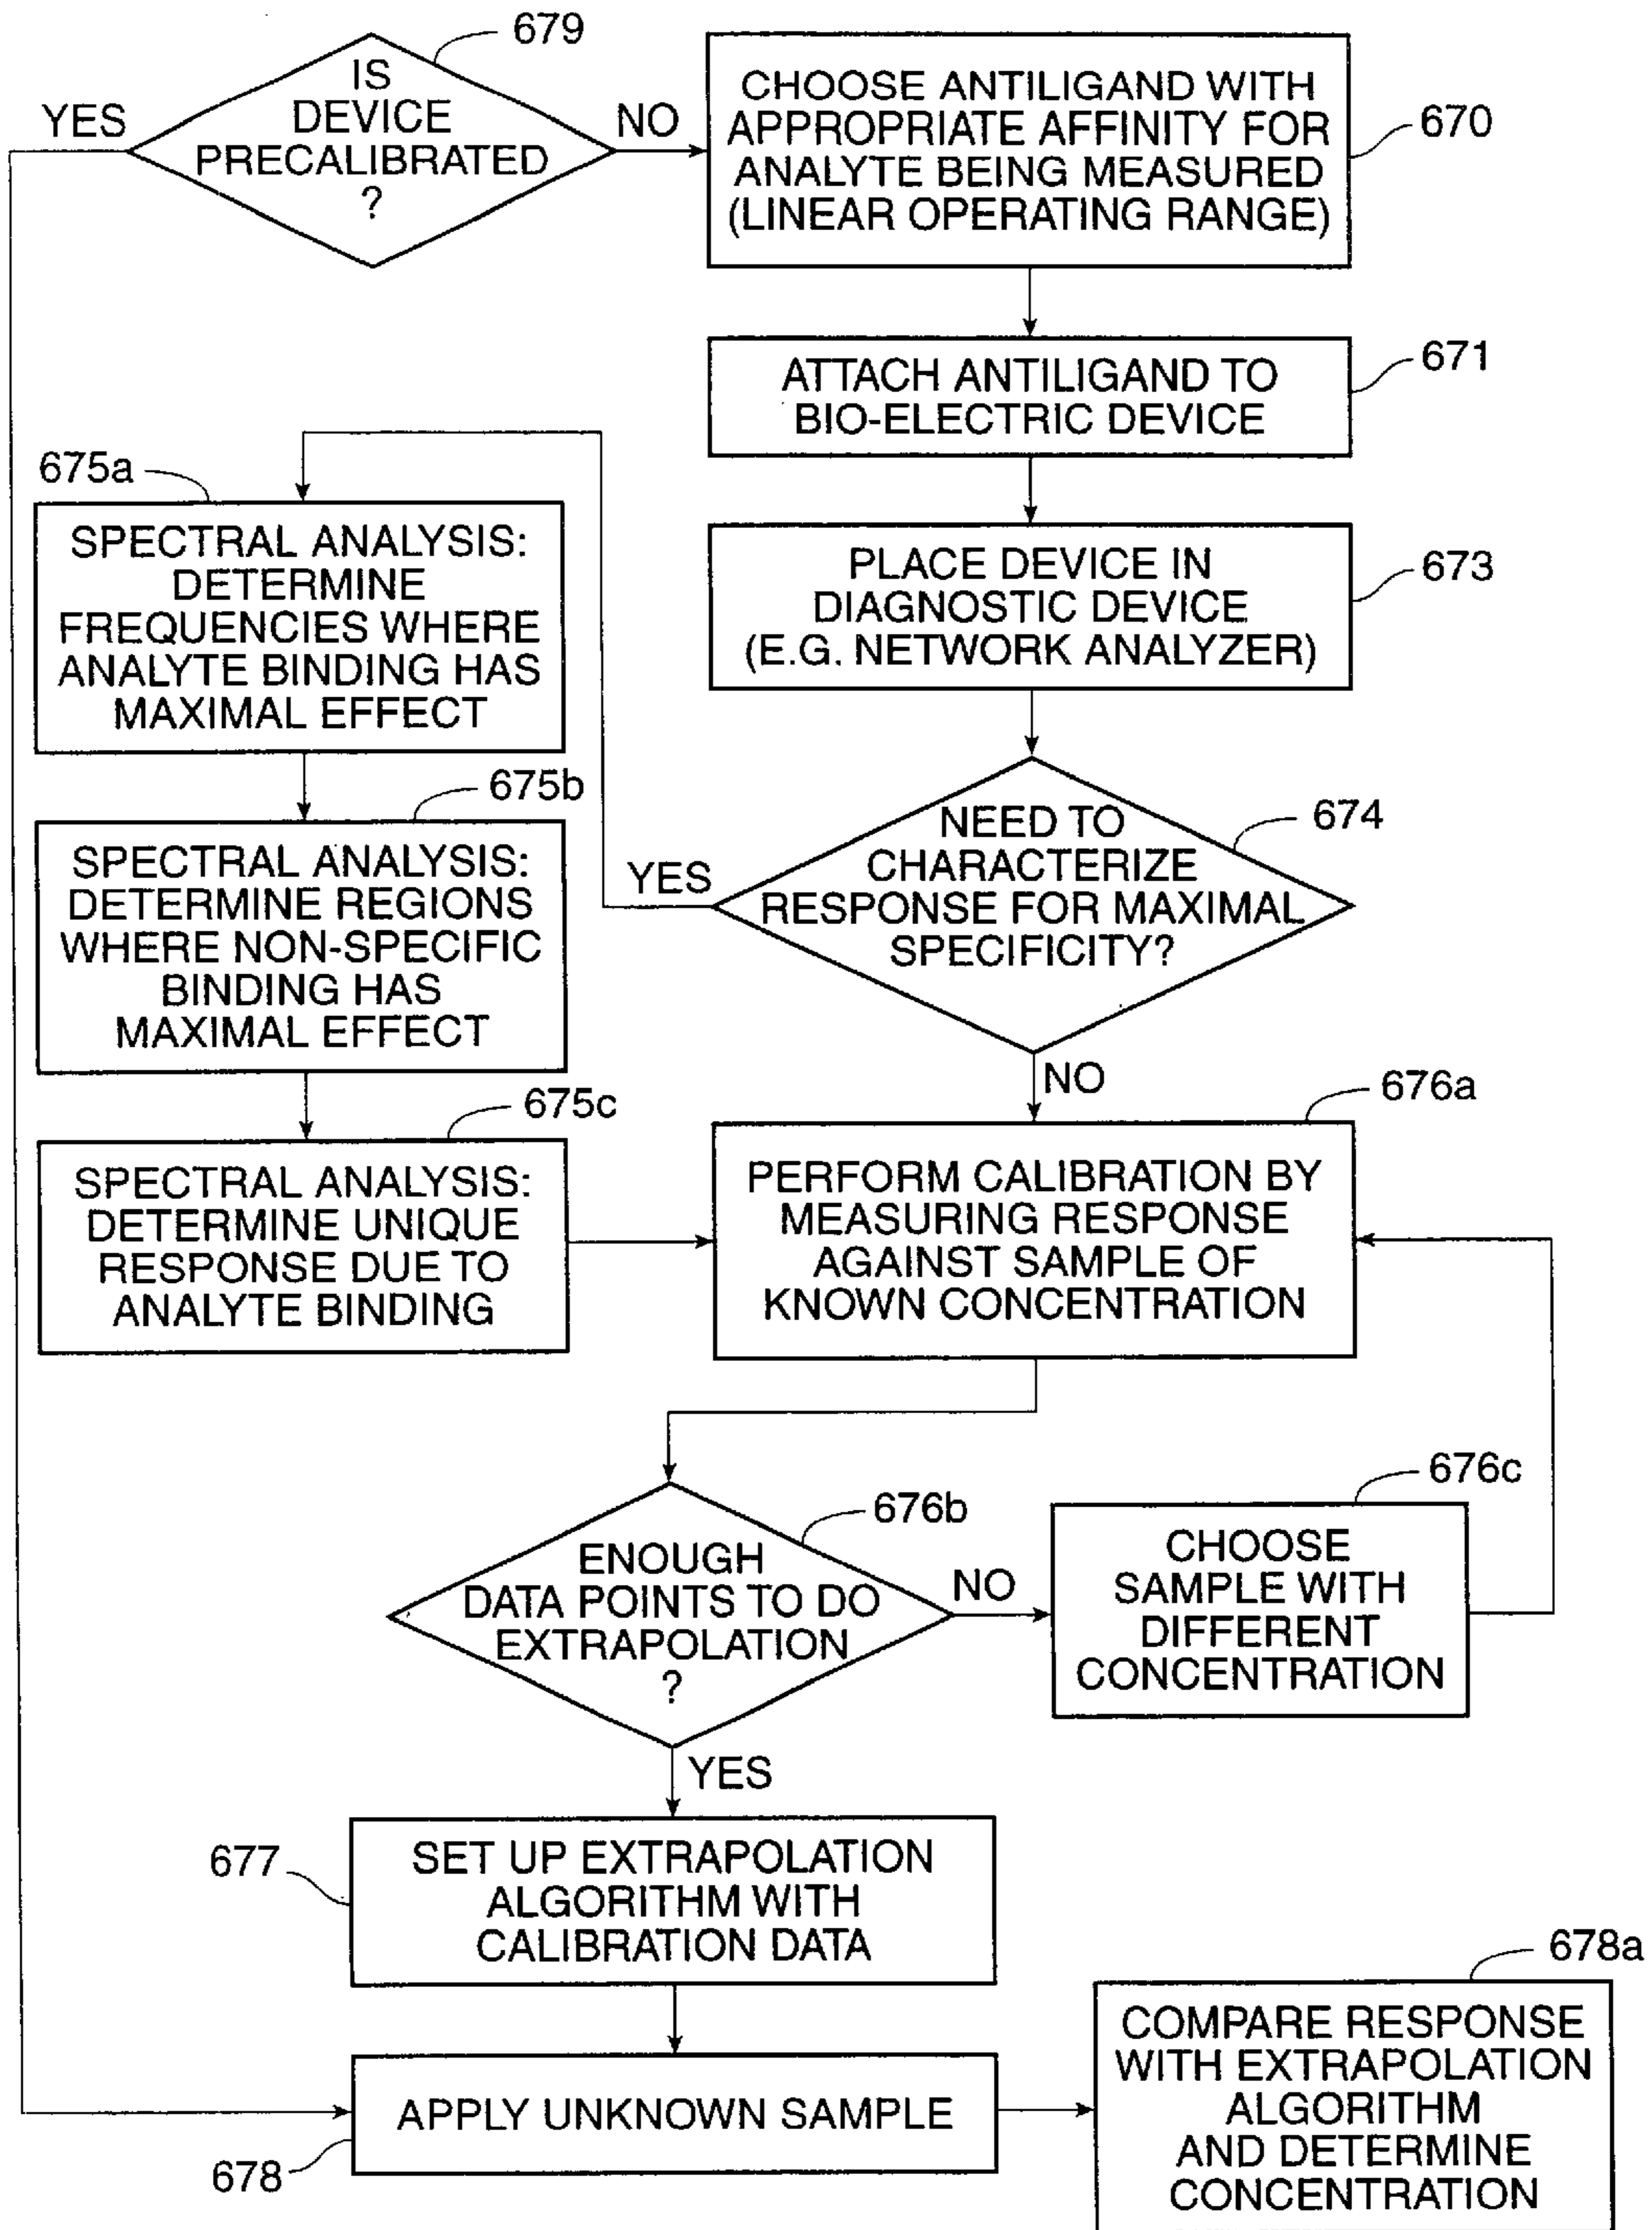 679
IS
DEVICE
PRECALIBRATED
?
YES
NO
CHOOSE ANTILIGAND WITH
APPROPRIATE AFFINITY FOR
ANALYTE BEING MEASURED
(LINEAR OPERATING RANGE)
670
ATTACH ANTILIGAND TO
BIO-ELECTRIC DEVICE
671
PLACE DEVICE IN
DIAGNOSTIC DEVICE
(E.G. NETWORK ANALYZER)
673
NEED TO
CHARACTERIZE
RESPONSE FOR MAXIMAL
SPECIFICITY?
674
YES
NO
675a
SPECTRAL ANALYSIS:
DETERMINE
FREQUENCIES WHERE
ANALYTE BINDING HAS
MAXIMAL EFFECT
675b
SPECTRAL ANALYSIS:
DETERMINE REGIONS
WHERE NON-SPECIFIC
BINDING HAS
MAXIMAL EFFECT
675c
SPECTRAL ANALYSIS:
DETERMINE UNIQUE
RESPONSE DUE TO
ANALYTE BINDING
676a
PERFORM CALIBRATION BY
MEASURING RESPONSE
AGAINST SAMPLE OF
KNOWN CONCENTRATION
676b
ENOUGH
DATA POINTS TO DO
EXTRAPOLATION
?
NO
YES
676c
CHOOSE
SAMPLE WITH
DIFFERENT
CONCENTRATION
677
SET UP EXTRAPOLATION
ALGORITHM WITH
CALIBRATION DATA
APPLY UNKNOWN SAMPLE
678
678a
COMPARE RESPONSE
WITH EXTRAPOLATION
ALGORITHM
AND DETERMINE
CONCENTRATION